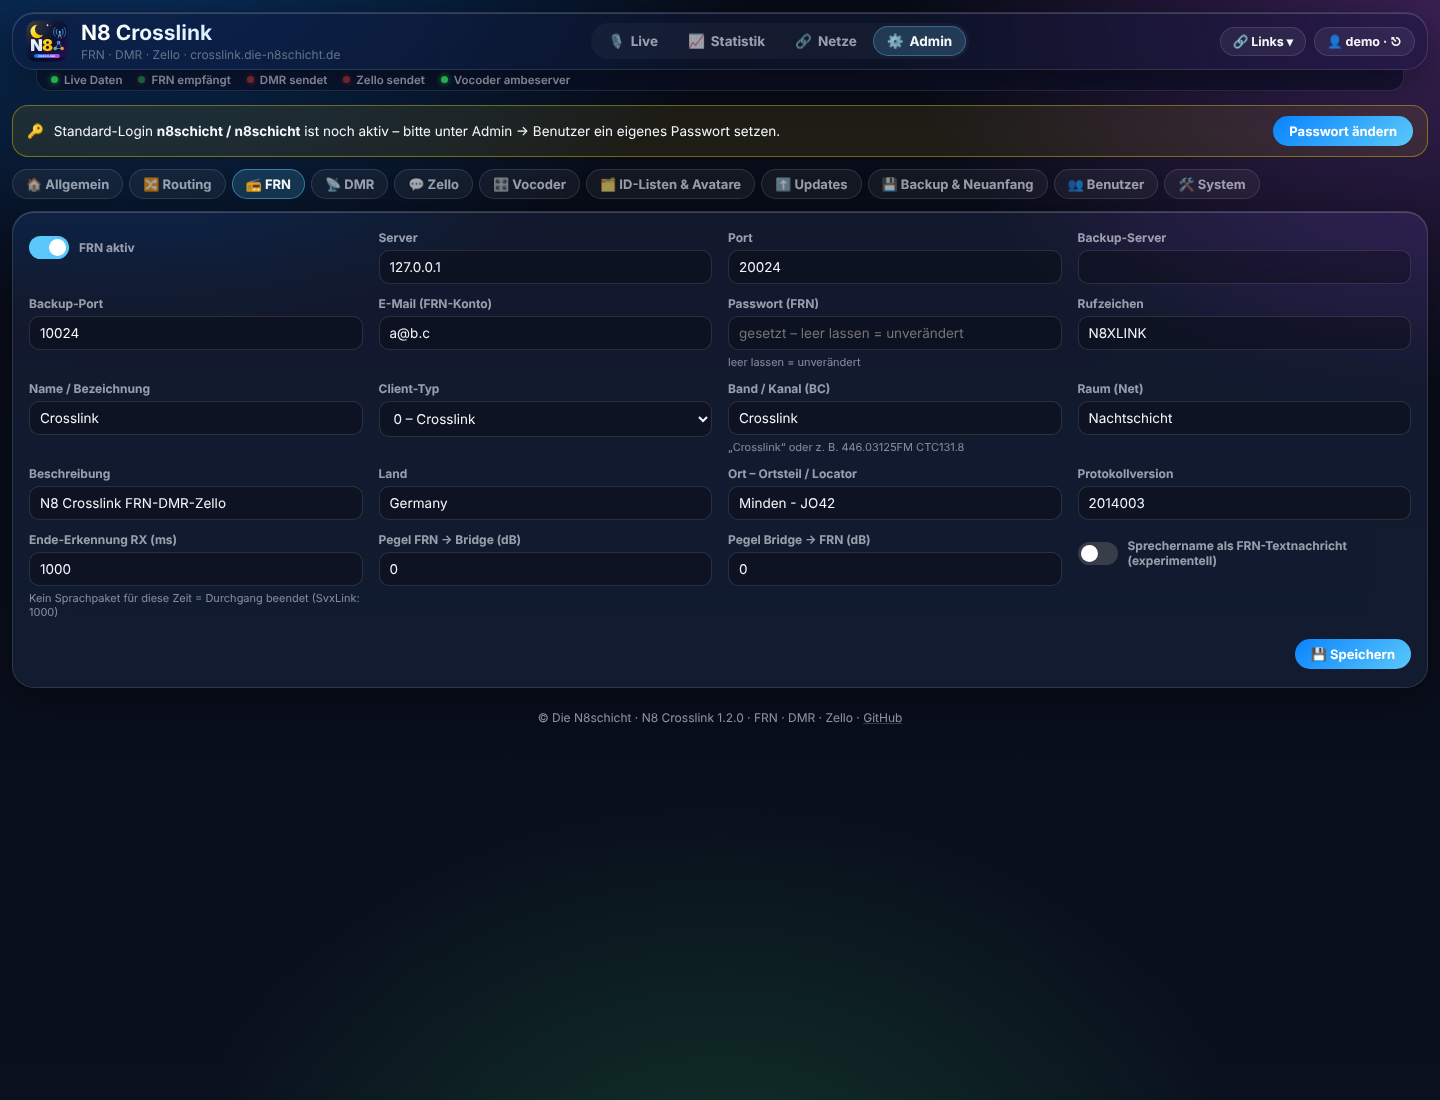 N8
N8 Crosslink
FRN · DMR · Zello · crosslink.die-n8schicht.de
Live
Statistik
Netze
Admin
Links ▾
demo ·
Live Daten
FRN empfängt
DMR sendet
Zello sendet
Vocoder ambeserver
Standard-Login n8schicht / n8schicht ist noch aktiv – bitte unter Admin → Benutzer ein eigenes Passwort setzen.
Passwort ändern
Allgemein
Routing
FRN
DMR
Zello
Vocoder
ID-Listen & Avatare
Updates
Backup & Neuanfang
Benutzer
System
FRN aktiv
Server
127.0.0.1
Port
20024
Backup-Server
Backup-Port
10024
E-Mail (FRN-Konto)
a@b.c
Passwort (FRN)
gesetzt – leer lassen = unverändert
leer lassen = unverändert
Rufzeichen
N8XLINK
Name / Bezeichnung
Crosslink
Client-Typ
0 – Crosslink
Band / Kanal (BC)
Crosslink
„Crosslink“ oder z. B. 446.03125FM CTC131.8
Raum (Net)
Nachtschicht
Beschreibung
N8 Crosslink FRN-DMR-Zello
Land
Germany
Ort – Ortsteil / Locator
Minden - JO42
Protokollversion
2014003
Ende-Erkennung RX (ms)
1000
Kein Sprachpaket für diese Zeit = Durchgang beendet (SvxLink:
1000)
Pegel FRN → Bridge (dB)
0
Pegel Bridge → FRN (dB)
0
Sprechername als FRN-Textnachricht
(experimentell)
Speichern
© Die N8schicht · N8 Crosslink 1.2.0 · FRN · DMR · Zello · GitHub